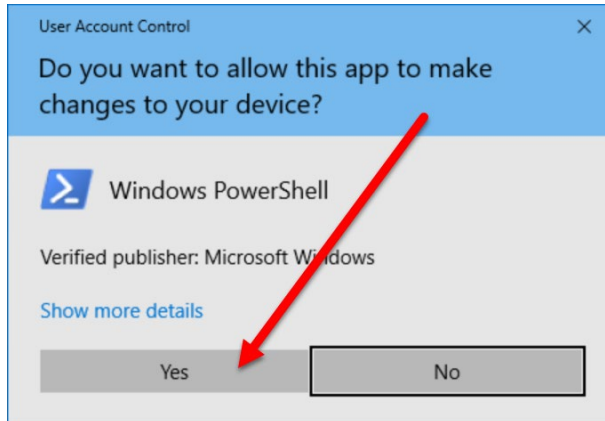 User Account Control
Do you want to allow this app to make
changes to your device?
Windows PowerShell
Verified publisher: Microsoft Windows
Show more details
Yes
No